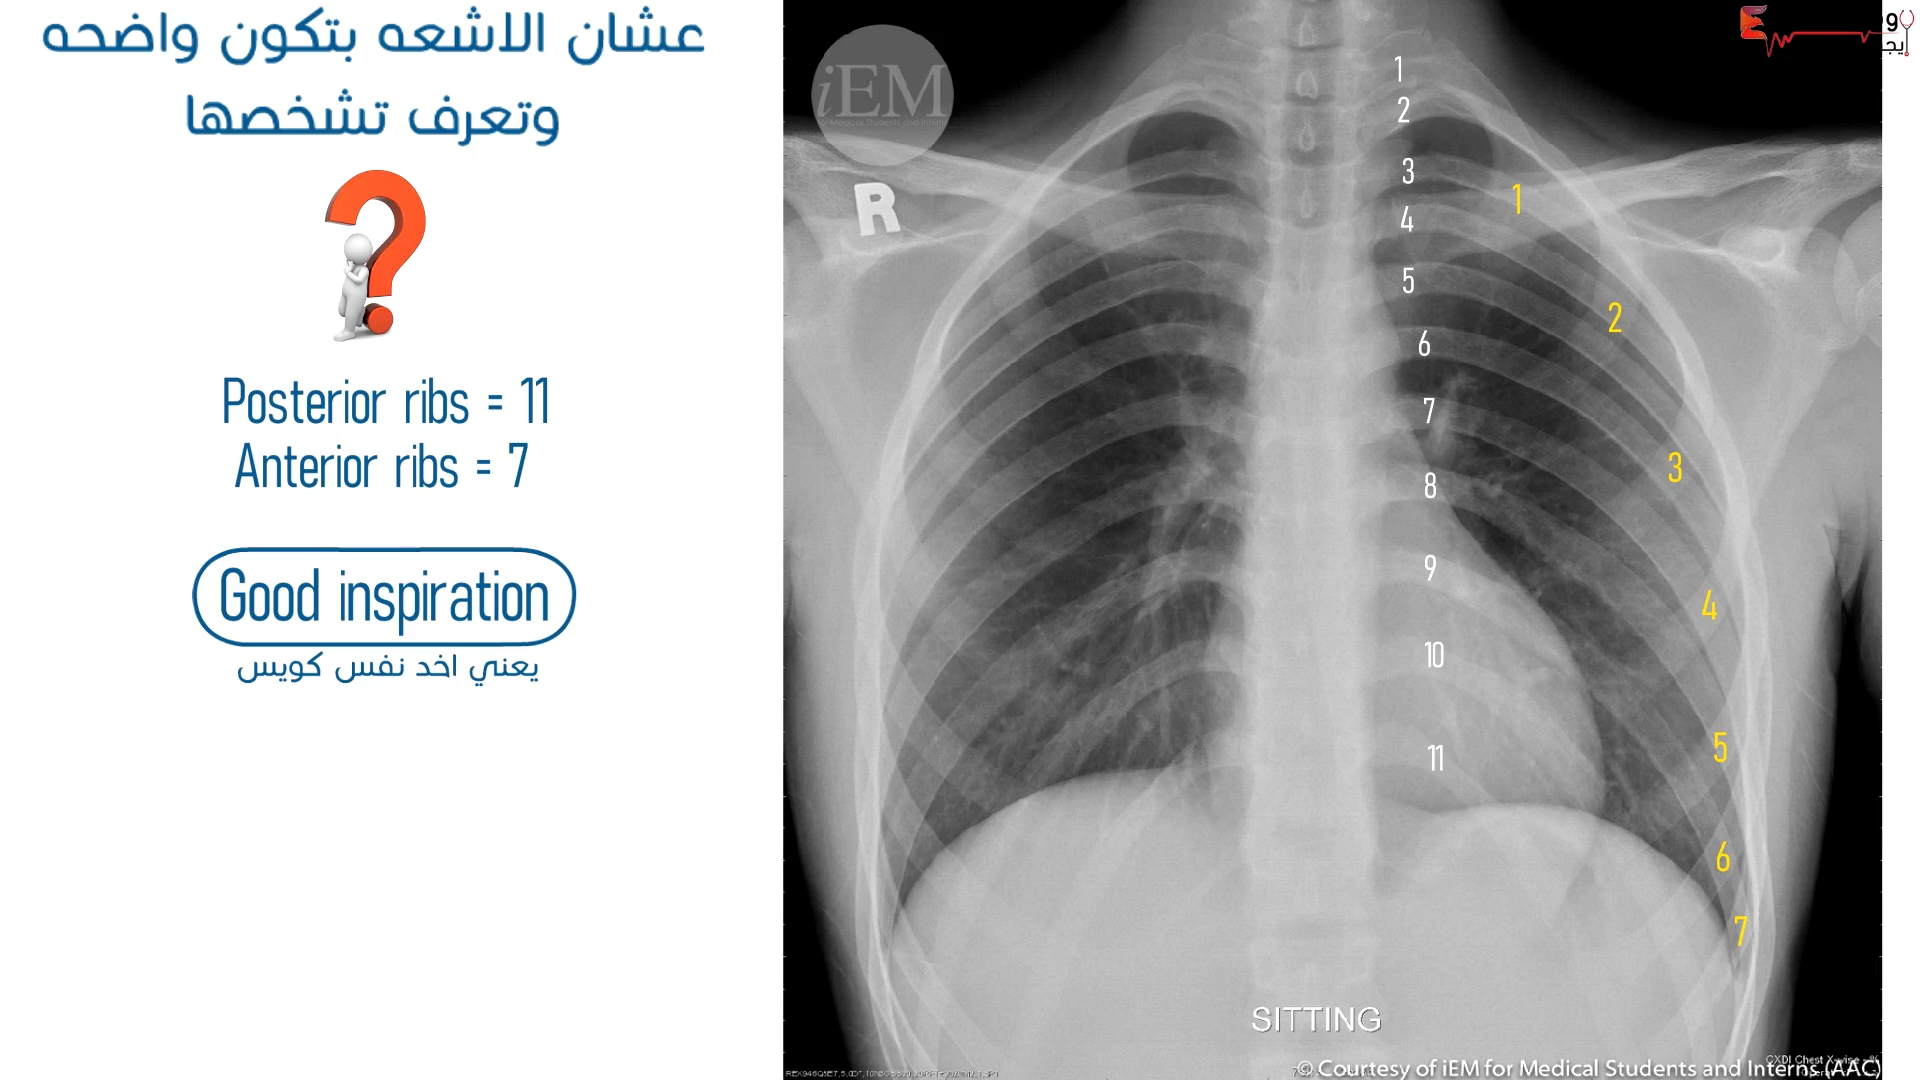 عشان الاشعه بتكون واضحه
وتعرف تشخصها
Posterior ribs = 11
Anterior ribs = 7
Good inspiration
يعني اخد نفس كويس
iEM
R
1
2
3
4
5
6
7
8
9
10
11
1
2
3
4
5
6
7
SITTING
© Courtesy of iEM for Medical Students and Interns (AAC)